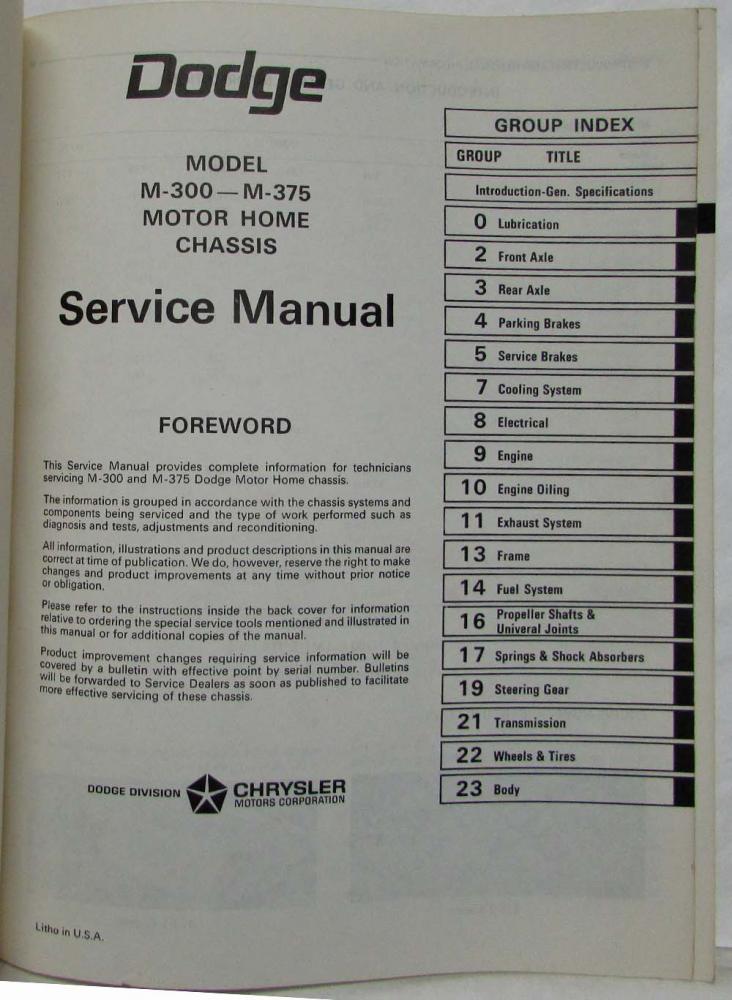 Dodge
MODEL
M-300 — M-375
MOTOR HOME
CHASSIS
Service Manual
FOREWORD
This Service Manual provides complete information for technicians
servicing M-300 and M-375 Dodge Motor Home chassis.
The information is grouped in accordance with the chassis systems and
components being serviced and the type of work performed such as
diagnosis and tests, adjustments and reconditioning.
All information, illustrations and product descriptions in this manual are
correct at time of publication. We do, however, reserve the right to make
changes and product improvements at any time without prior notice
or obligation.
Please refer to the instructions inside the back cover for information
relative to ordering the special service tools mentioned and illustrated in
this manual or for additional copies of the manual.
Product improvement changes requiring service information will be
covered by a bulletin with effective point by serial number. Bulletins
will be forwarded to Service Dealers as soon as published to facilitate
more effective servicing of these chassis.
DODGE DIVISION CHRYSLER
MOTORS CORPORATION
Litho in U.S.A.
GROUP INDEX
GROUP TITLE
Introduction-Gen. Specifications
0 Lubrication
2 Front Axle
3 Rear Axle
4 Parking Brakes
5 Service Brakes
7 Cooling System
8 Electrical
9 Engine
10 Engine Oiling
11 Exhaust System
13 Frame
14 Fuel System
16 Propeller Shafts &
Univeral Joints
17 Springs & Shock Absorbers
19 Steering Gear
21 Transmission
22 Wheels & Tires
23 Body